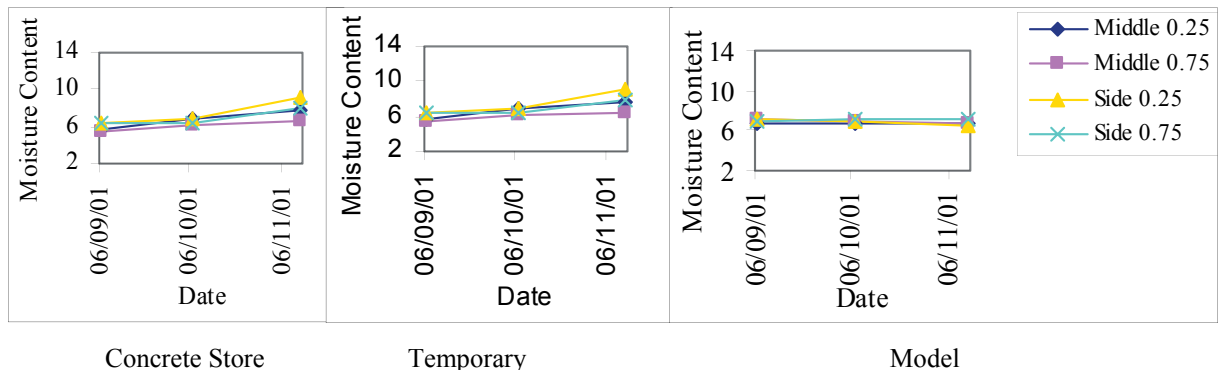 Moisture Content
14
10
6
2
06/09/01
06/10/01
06/11/01
Date
Moisture Content
14
10
6
2
06/09/01
06/10/01
06/11/01
Date
Moisture Content
14
10
6
2
06/09/01
06/10/01
06/11/01
Date
Middle 0.25
Middle 0.75
Side 0.25
Side 0.75
Concrete Store
Temporary
Model